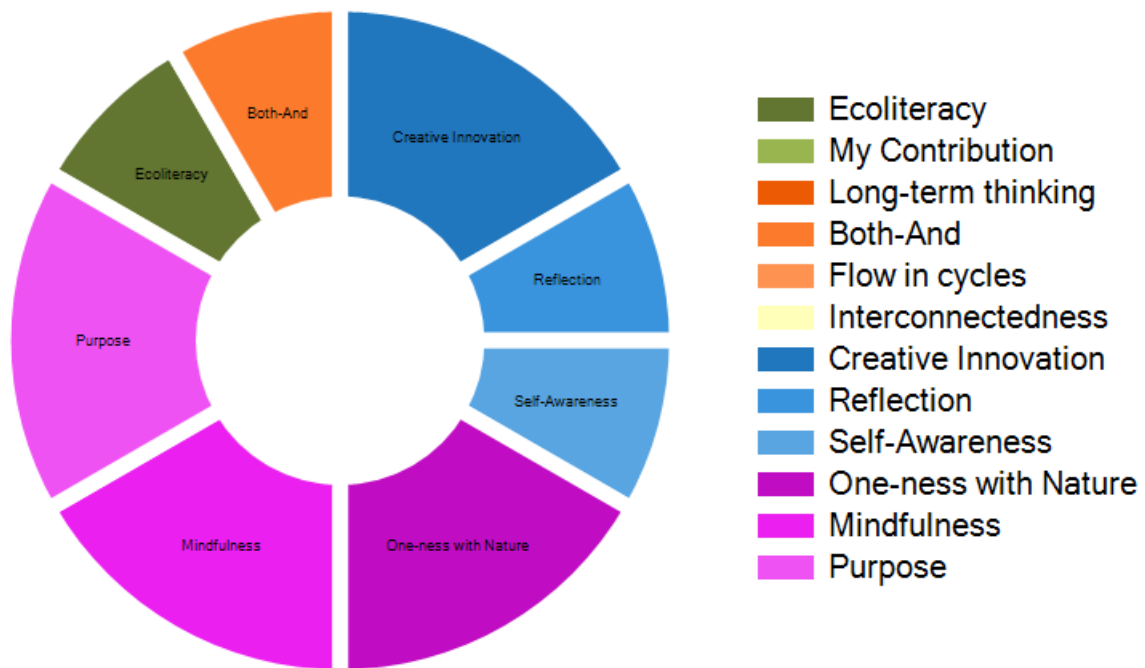 Both-And
Creative Innovation
Ecoliteracy
Reflection
Purpose
Self-Awareness
Mindfulness
One-ness with Nature
Ecoliteracy
My Contribution
Long-term thinking
Both-And
Flow in cycles
Interconnectedness
Creative Innovation
Reflection
Self-Awareness
One-ness with Nature
Mindfulness
Purpose